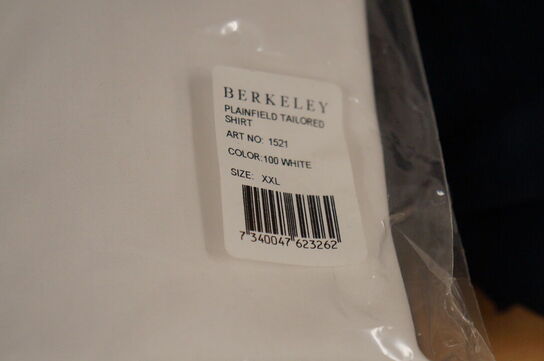 BERKELEY
PLAINFIELD TAILORED
SHIRT
ART NO: 1521
COLOR:100 WHITE
SIZE: XXL
7 340047 623262